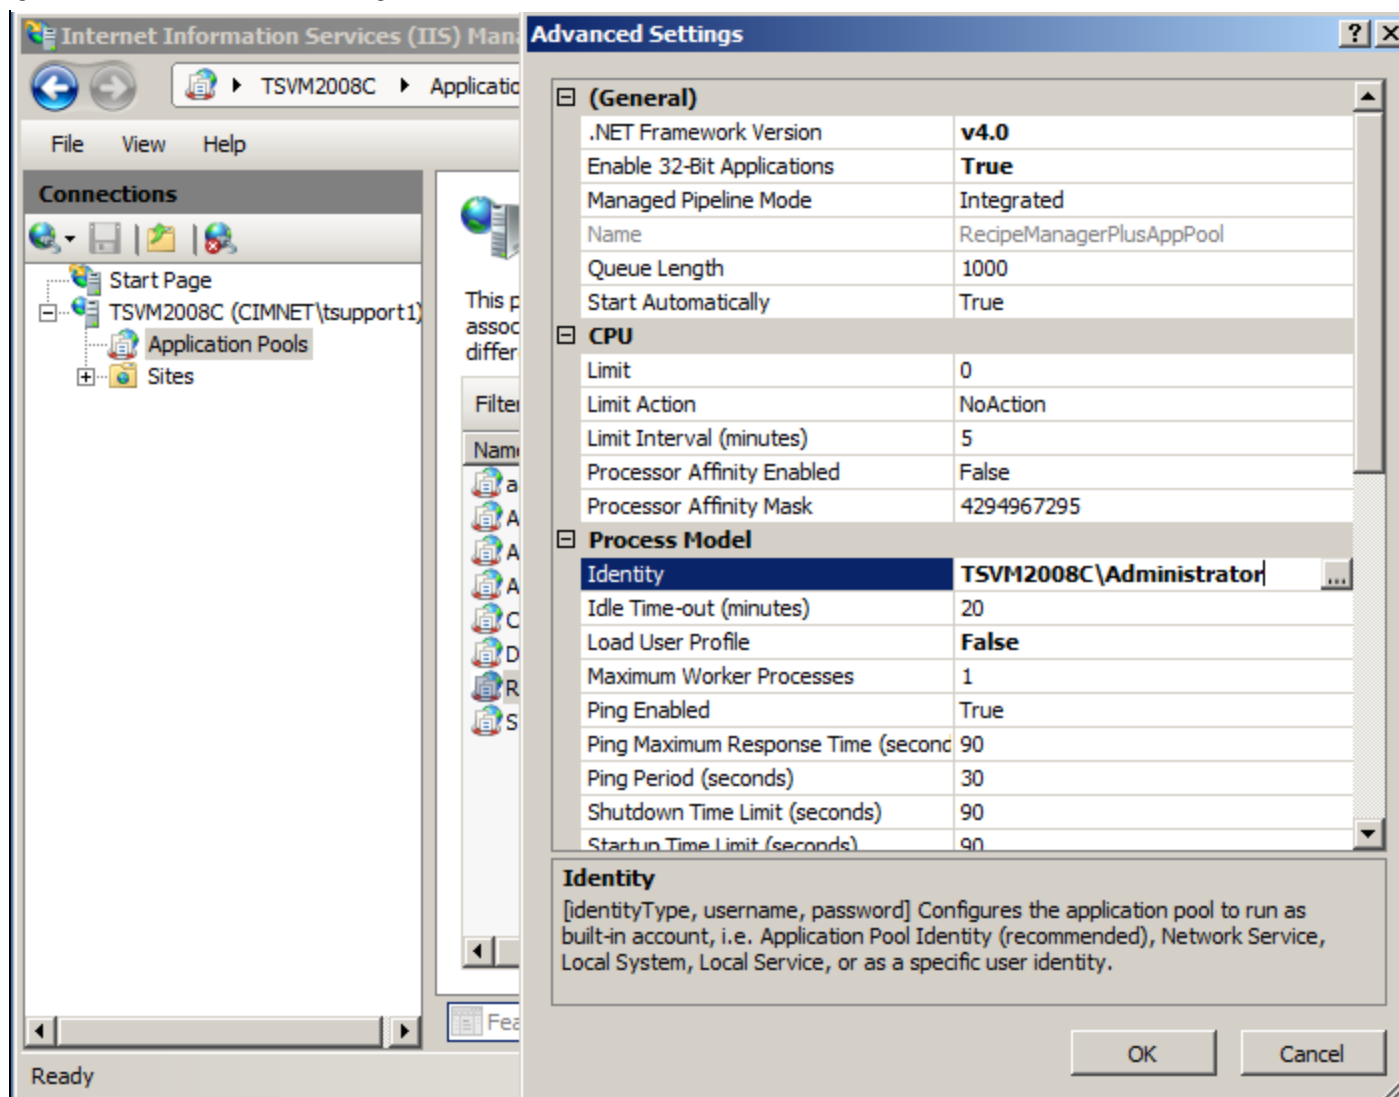 Internet Information Services (IIS) Man
TSVM2008C
Applicatio
File View Help
Connections
Start Page
TSVM2008C (CIMNET\tsupport1)
Application Pools
Sites
This p
assoc
differ
Filter
Name
a
A
A
A
C
D
R
S
Fea
Ready
Advanced Settings
(General)
.NET Framework Version v4.0
Enable 32-Bit Applications True
Managed Pipeline Mode Integrated
Name RecipeManagerPlusAppPool
Queue Length 1000
Start Automatically True
CPU
Limit 0
Limit Action NoAction
Limit Interval (minutes) 5
Processor Affinity Enabled False
Processor Affinity Mask 4294967295
Process Model
Identity TSVM2008C\Administrator ...
Idle Time-out (minutes) 20
Load User Profile False
Maximum Worker Processes 1
Ping Enabled True
Ping Maximum Response Time (second 90
Ping Period (seconds) 30
Shutdown Time Limit (seconds) 90
Startup Time Limit (seconds) 90
Identity
[identityType, username, password] Configures the application pool to run as
built-in account, i.e. Application Pool Identity (recommended), Network Service,
Local System, Local Service, or as a specific user identity.
OK Cancel